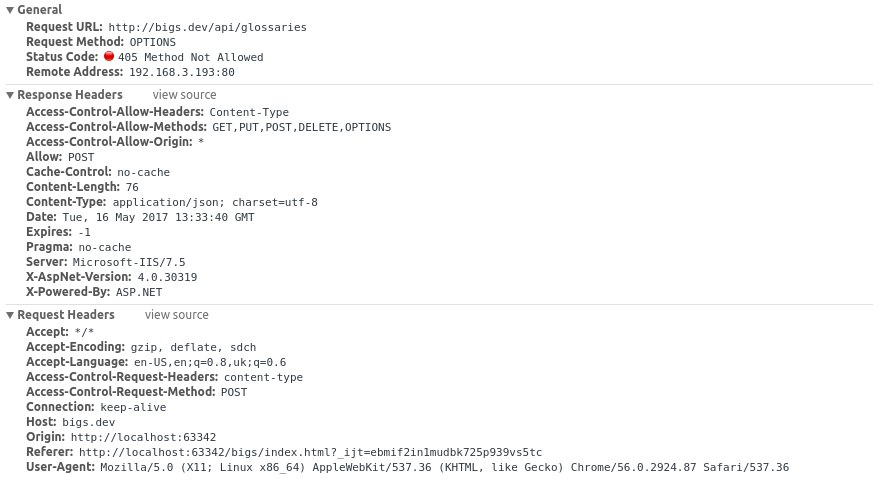 General
Request URL: http://bigs.dev/api/glossaries
Request Method: OPTIONS
Status Code: 405 Method Not Allowed
Remote Address: 192.168.3.193:80
Response Headers view source
Access-Control-Allow-Headers: Content-Type
Access-Control-Allow-Methods: GET,PUT,POST,DELETE,OPTIONS
Access-Control-Allow-Origin: *
Allow: POST
Cache-Control: no-cache
Content-Length: 76
Content-Type: application/json; charset=utf-8
Date: Tue, 16 May 2017 13:33:40 GMT
Expires: -1
Pragma: no-cache
Server: Microsoft-IIS/7.5
X-AspNet-Version: 4.0.30319
X-Powered-By: ASP.NET
Request Headers view source
Accept: */*
Accept-Encoding: gzip, deflate, sdch
Accept-Language: en-US,en;q=0.8,uk;q=0.6
Access-Control-Request-Headers: content-type
Access-Control-Request-Method: POST
Connection: keep-alive
Host: bigs.dev
Origin: http://localhost:63342
Referer: http://localhost:63342/bigs/index.html?_ijt=ebmif2in1mudbk725p939vs5tc
User-Agent: Mozilla/5.0 (X11; Linux x86_64) AppleWebKit/537.36 (KHTML, like Gecko) Chrome/56.0.2924.87 Safari/537.36